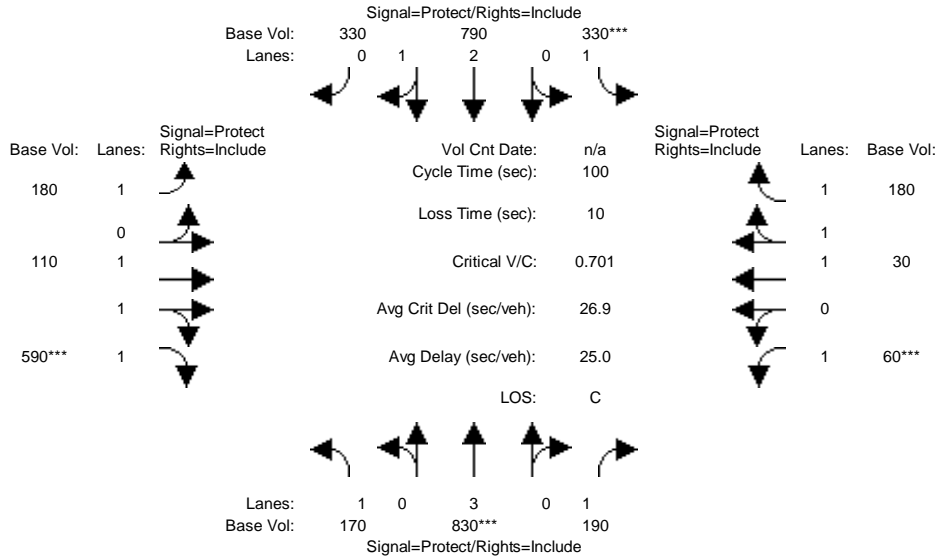 Signal=Protect/Rights=Include
Base Vol: 330 790 330***
Lanes: 0 1 2 0 1
Signal=Protect
Rights=Include
Signal=Protect
Rights=Include
Base Vol: Lanes: Vol Cnt Date: n/a Lanes: Base Vol:
Cycle Time (sec): 100
180 1 1 180
Loss Time (sec): 10
0 1
110 1 Critical V/C: 0.701 1 30
1 Avg Crit Del (sec/veh): 26.9 0
590*** 1 Avg Delay (sec/veh): 25.0 1 60***
LOS: C
Lanes: 1 0 3 0 1
Base Vol: 170 830*** 190
Signal=Protect/Rights=Include